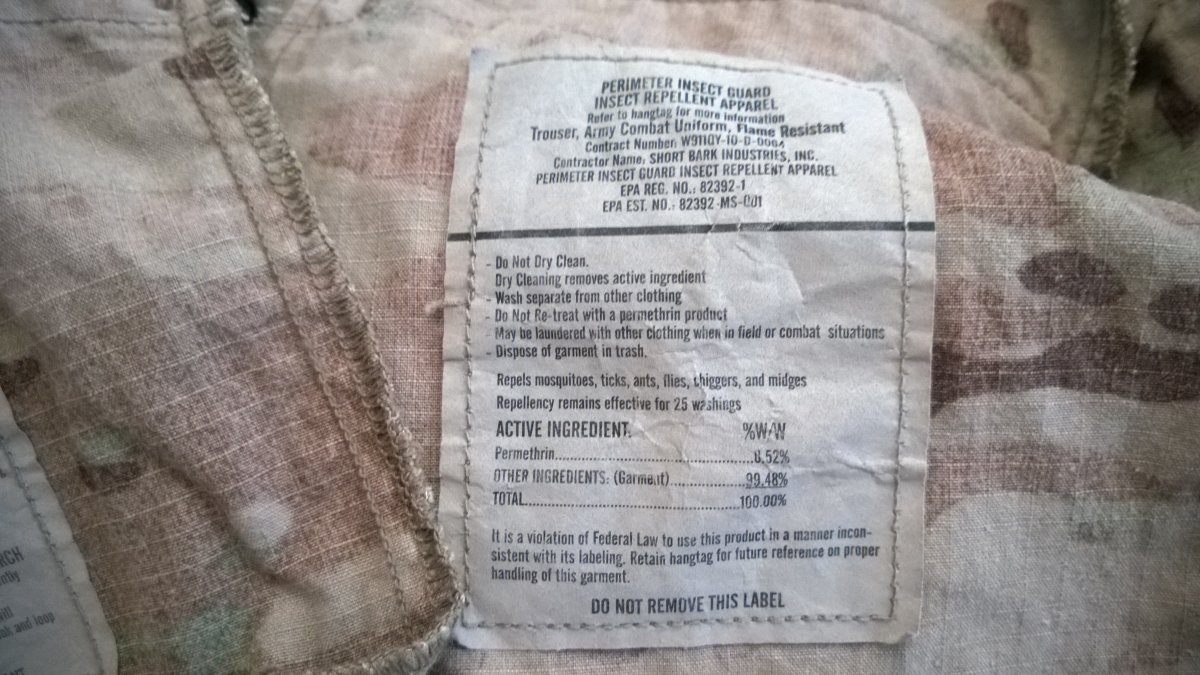 PERIMETER INSECT GUARD
INSECT REPELLENT APPAREL
Refer to hangtag for more information
Trouser, Army Combat Uniform, Flame Resistant
Contract Number: W911QY-10-D-0064
Contractor Name: SHORT BARK INDUSTRIES, INC.
PERIMETER INSECT GUARD INSECT REPELLENT APPAREL
EPA REG. NO.: 82392-1
EPA EST. NO.: 82392-MS-001
- Do Not Dry Clean.
Dry Cleaning removes active ingredient
- Wash separate from other clothing
- Do Not Re-treat with a permethrin product
May be laundered with other clothing when in field or combat situations
- Dispose of garment in trash.
Repels mosquitoes, ticks, ants, flies, chiggers, and midges
Repellency remains effective for 25 washings
ACTIVE INGREDIENT: %W/W
Permethrin..............................0.52%
OTHER INGREDIENTS: (Garment)..............99.48%
TOTAL..............................100.00%
It is a violation of Federal Law to use this product in a manner incon-
sistent with its labeling. Retain hangtag for future reference on proper
handling of this garment.
DO NOT REMOVE THIS LABEL
and loop